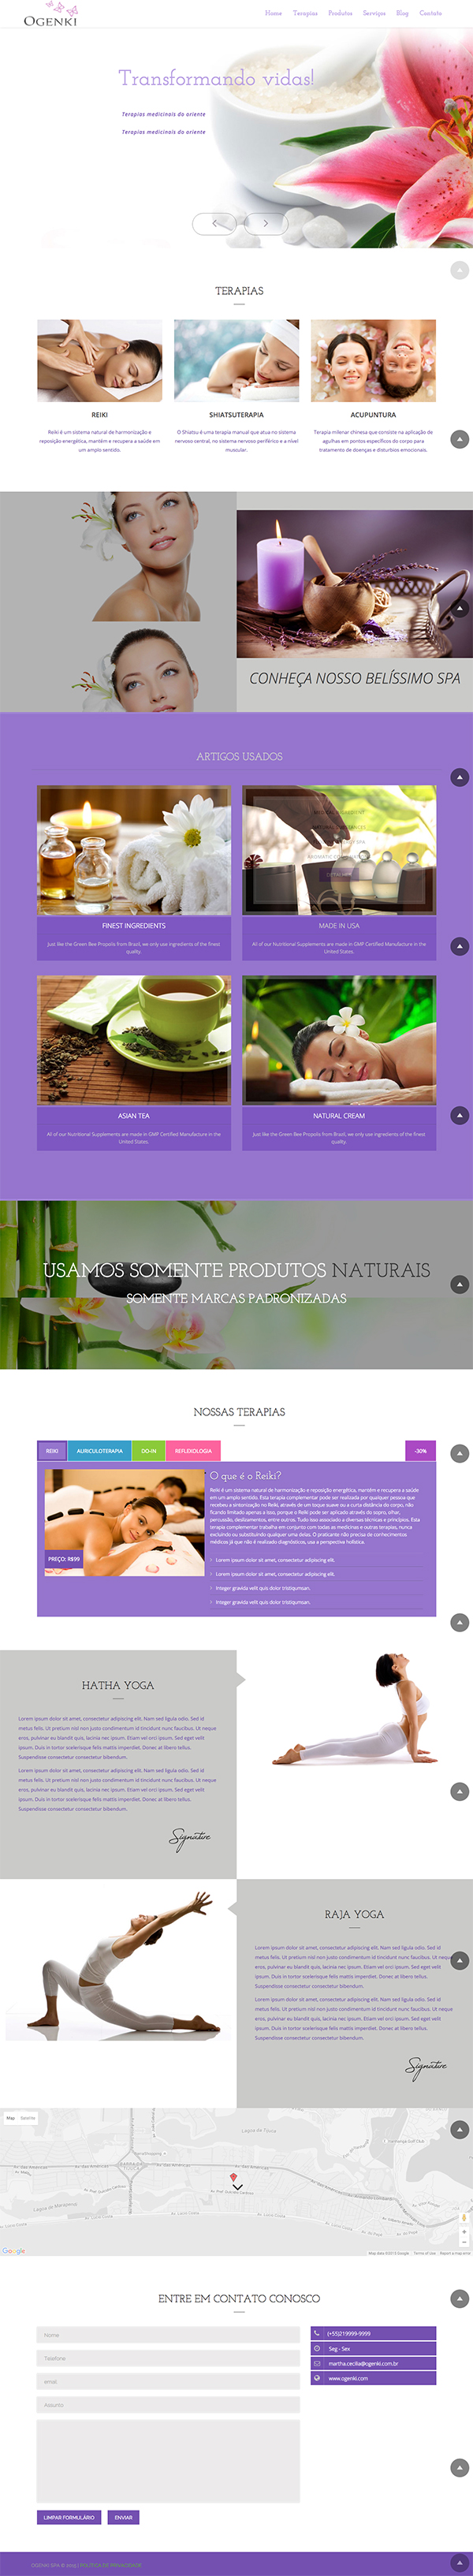 OGENKI
Home Terapias Produtos Serviços Blog Contato
Transformando vidas!
Terapias medicinais do oriente
Terapias medicinais do oriente
TERAPIAS
REIKI
Reiki é um sistema natural de harmonização e
reposição energética, mantém e recupera a saúde em
um amplo sentido.
SHIATSUTERAPIA
O Shiatsu é uma terapia manual que atua no sistema
nervoso central, no sistema nervoso periférico e a nível
muscular.
ACUPUNTURA
Terapia milenar chinesa que consiste na aplicação de
agulhas em pontos específicos do corpo para
tratamento de doenças e distúrbios emocionais.
CONHEÇA NOSSO BELÍSSIMO SPA
ARTIGOS USADOS
FINEST INGREDIENTS
Just like the Green Bee Propolis from Brazil, we only use ingredients of the finest
quality.
MADE IN USA
All of our Nutritional Supplements are made in GMP Certified Manufacture in the
United States.
ASIAN TEA
All of our Nutritional Supplements are made in GMP Certified Manufacture in the
United States.
NATURAL CREAM
Just like the Green Bee Propolis from Brazil, we only use ingredients of the finest
quality.
USAMOS SOMENTE PRODUTOS NATURAIS
SOMENTE MARCAS PADRONIZADAS
NOSSAS TERAPIAS
REIKI AURICULOTERAPIA DO-IN REFLEXOLOGIA -30%
PREÇO: R$99
O que é o Reiki?
Reiki é um sistema natural de harmonização e reposição energética, mantém e recupera a saúde
em um amplo sentido. Esta terapia complementar pode ser realizada por qualquer pessoa que
recebeu a sintonização no Reiki, através de um toque suave ou a curta distância do corpo, não
ficando limitado apenas a isso, porque o Reiki pode ser aplicado através do sopro, olhar,
percussão, deslizamentos, entre outros. Tudo isso associado a diversas técnicas e princípios. Esta
terapia complementar trabalha em conjunto com todas as medicinas e outras terapias, nunca
excluindo ou substituindo qualquer uma delas. O praticante não precisa de conhecimentos
médicos já que não é realizado diagnósticos, usa a perspectiva holística.
Lorem ipsum dolor sit amet, consectetur adipiscing elit.
Lorem ipsum dolor sit amet, consectetur adipiscing elit.
Integer gravida velit quis dolor tristiqumsan.
Integer gravida velit quis dolor tristiqumsan.
HATHA YOGA
Lorem ipsum dolor sit amet, consectetur adipiscing elit. Nam sed ligula odio. Sed id
metus felis. Ut pretium nisl non justo condimentum id tincidunt nunc faucibus. Ut neque
eros, pulvinar eu blandit quis, lacinia nec ipsum. Etiam vel orci ipsum. Sed eget velit
ipsum. Duis in tortor scelerisque felis mattis imperdiet. Donec at libero tellus.
Suspendisse consectetur consectetur bibendum.
Lorem ipsum dolor sit amet, consectetur adipiscing elit. Nam sed ligula odio. Sed id
metus felis. Ut pretium nisl non justo condimentum id tincidunt nunc faucibus. Ut neque
eros, pulvinar eu blandit quis, lacinia nec ipsum. Etiam vel orci ipsum. Sed eget velit
ipsum. Duis in tortor scelerisque felis mattis imperdiet. Donec at libero tellus.
Suspendisse consectetur consectetur bibendum.
Signature
RAJA YOGA
Lorem ipsum dolor sit amet, consectetur adipiscing elit. Nam sed ligula odio. Sed id
metus felis. Ut pretium nisl non justo condimentum id tincidunt nunc faucibus. Ut neque
eros, pulvinar eu blandit quis, lacinia nec ipsum. Etiam vel orci ipsum. Sed eget velit
ipsum. Duis in tortor scelerisque felis mattis imperdiet. Donec at libero tellus.
Suspendisse consectetur consectetur bibendum.
Lorem ipsum dolor sit amet, consectetur adipiscing elit. Nam sed ligula odio. Sed id
metus felis. Ut pretium nisl non justo condimentum id tincidunt nunc faucibus. Ut neque
eros, pulvinar eu blandit quis, lacinia nec ipsum. Etiam vel orci ipsum. Sed eget velit
ipsum. Duis in tortor scelerisque felis mattis imperdiet. Donec at libero tellus.
Suspendisse consectetur consectetur bibendum.
Signature
Map Satellite
Lagoa da Tijuca
Av. das Américas
Google
Map data ©2015 Google Terms of Use Report a map error
ENTRE EM CONTATO CONOSCO
Nome
Telefone
email
Assunto
LIMPAR FORMULÁRIO ENVIAR
(+55)219999-9999
Seg - Sex
martha.cecilia@ogenki.com.br
www.ogenki.com
OGENKI SPA © 2015 | POLÍTICA DE PRIVACIDADE